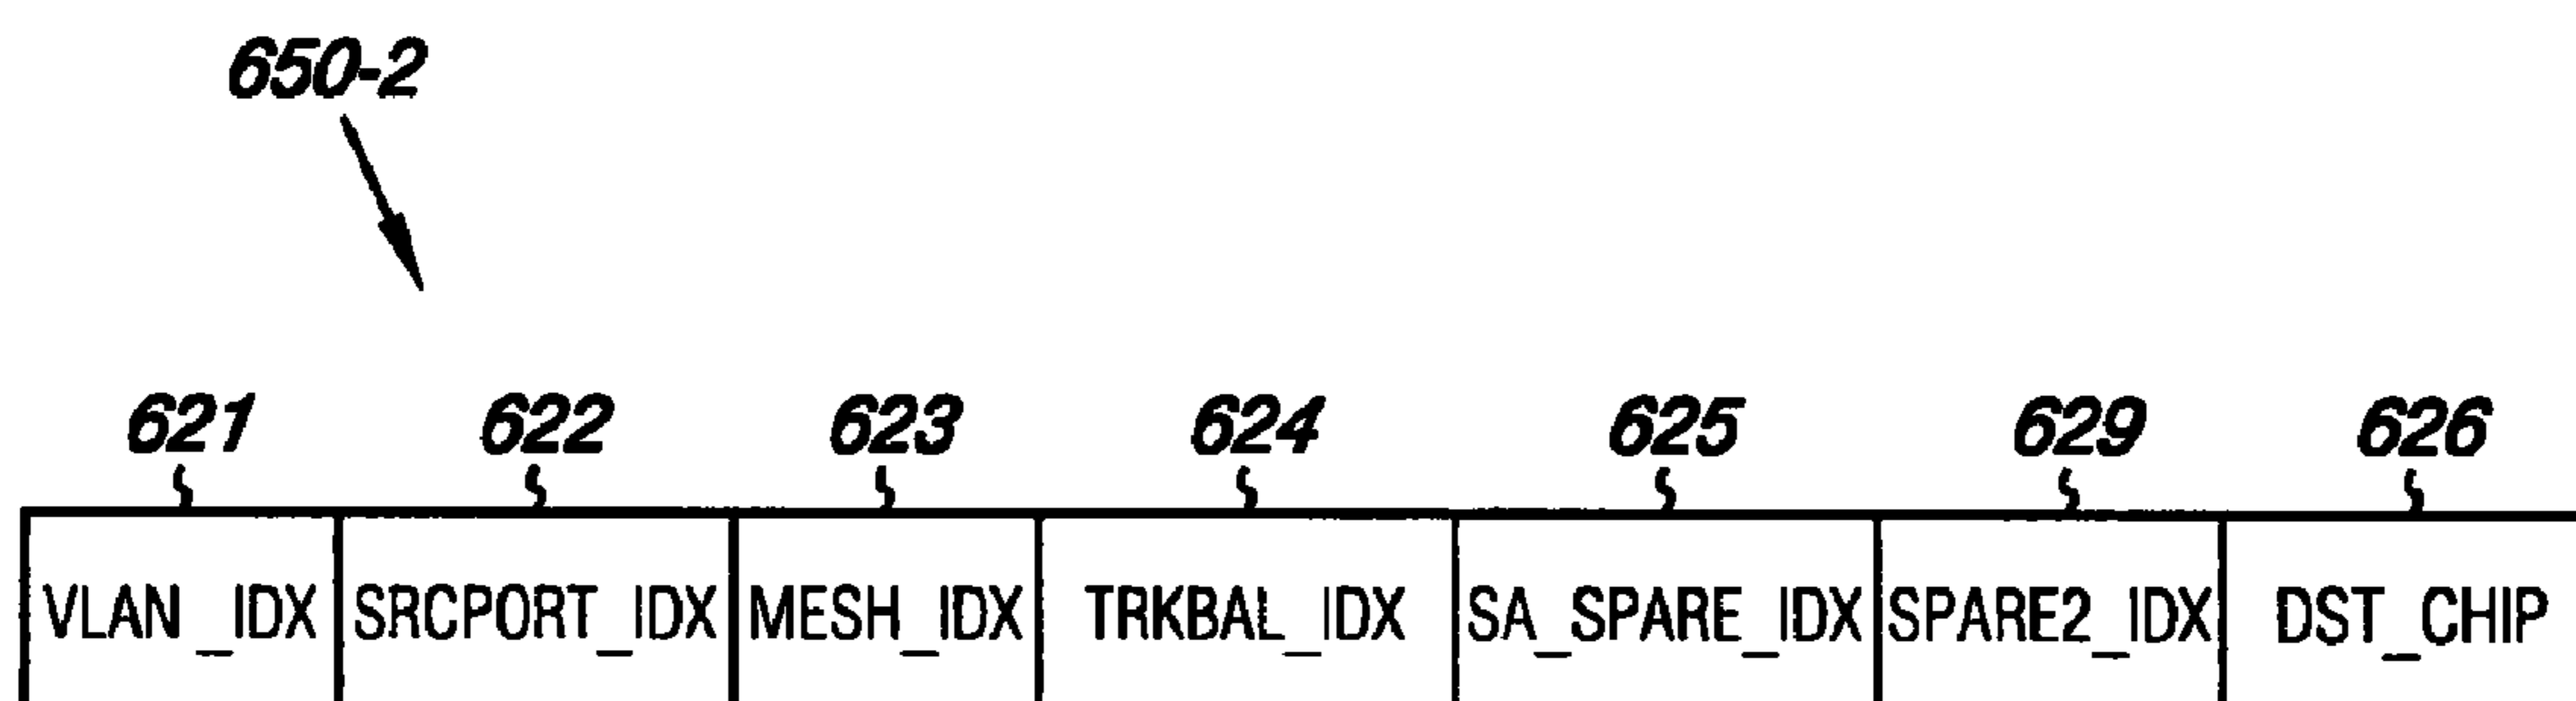 650-2
621 622 623 624 625 629 626
VLAN _IDX SRCPORT_IDX MESH_IDX TRKBAL_IDX SA_SPARE_IDX SPARE2_IDX DST_CHIP